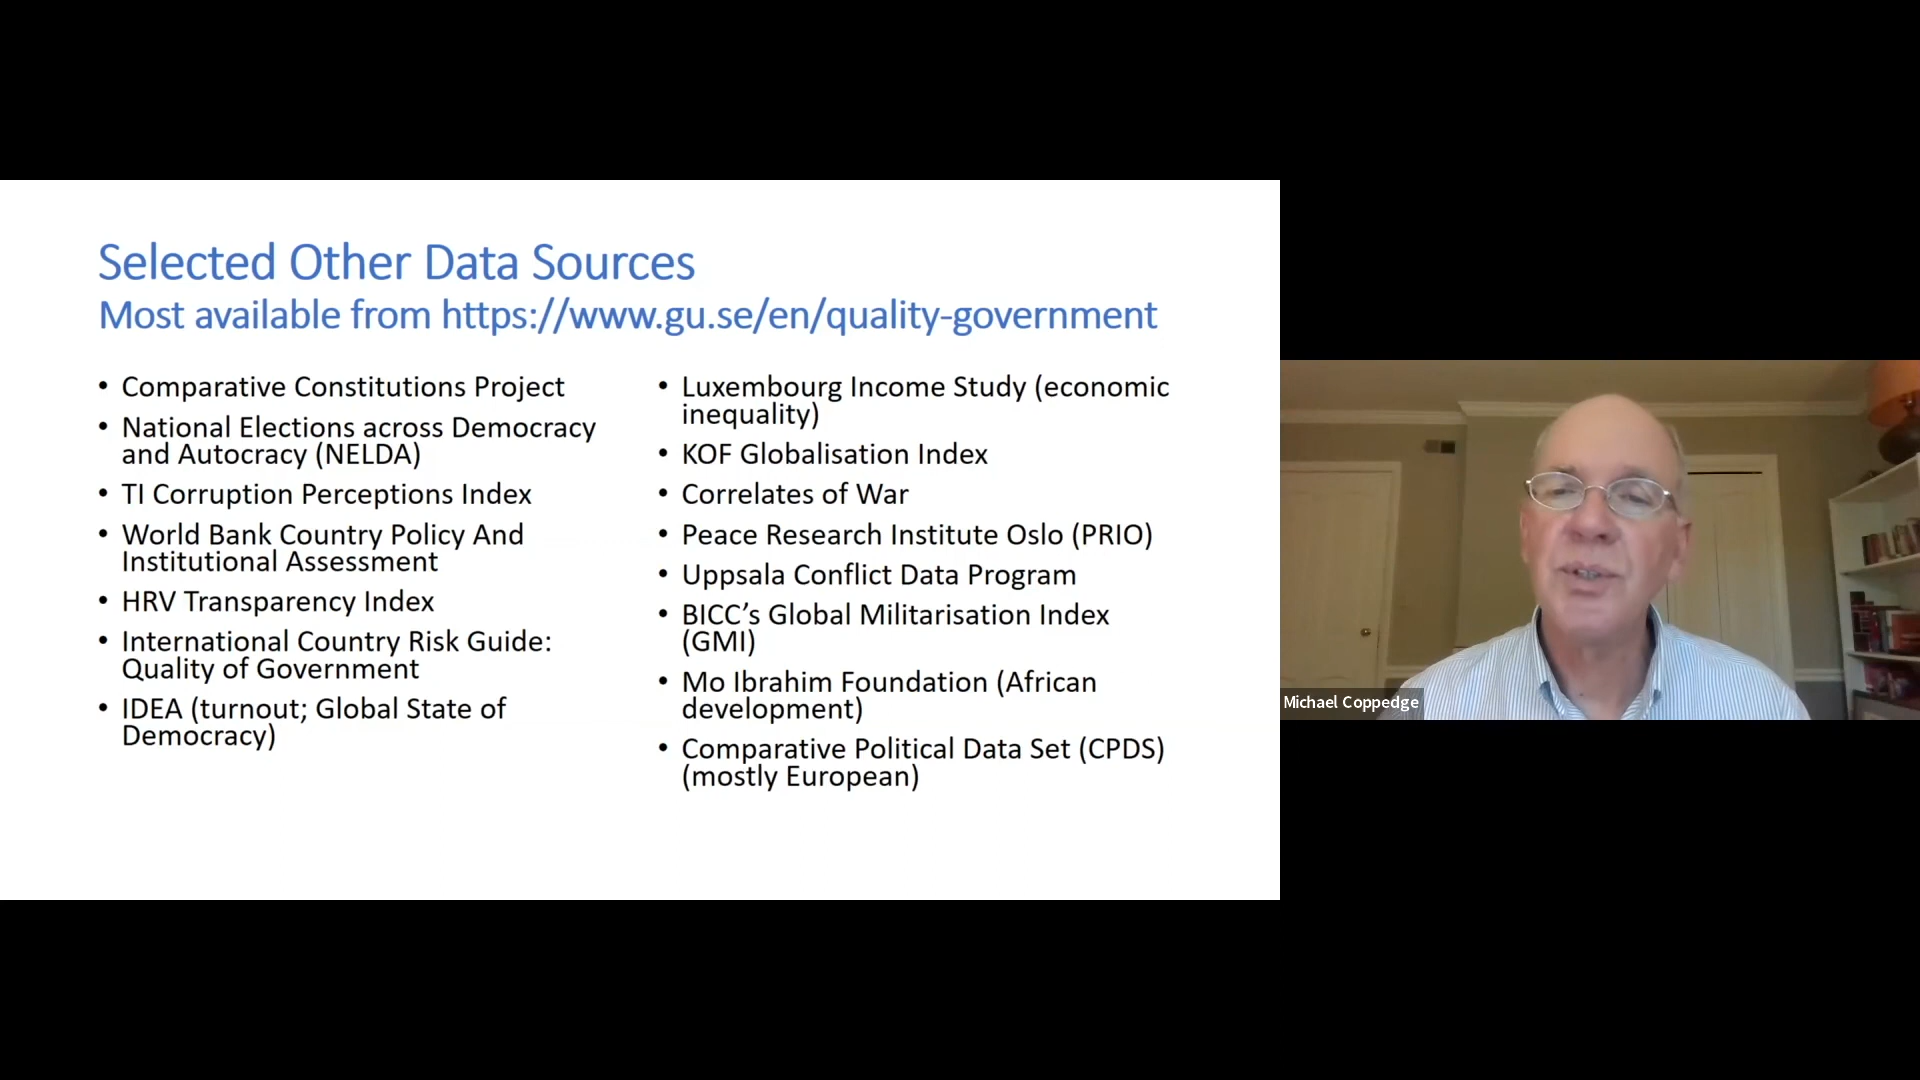 Selected Other Data Sources
Most available from https://www.gu.se/en/quality-government
• Comparative Constitutions Project
• National Elections across Democracy
and Autocracy (NELDA)
• TI Corruption Perceptions Index
• World Bank Country Policy And
Institutional Assessment
• HRV Transparency Index
• International Country Risk Guide:
Quality of Government
• IDEA (turnout; Global State of
Democracy)
• Luxembourg Income Study (economic
inequality)
• KOF Globalisation Index
• Correlates of War
• Peace Research Institute Oslo (PRIO)
• Uppsala Conflict Data Program
• BICC’s Global Militarisation Index
(GMI)
• Mo Ibrahim Foundation (African
development)
• Comparative Political Data Set (CPDS)
(mostly European)
Michael Coppedge